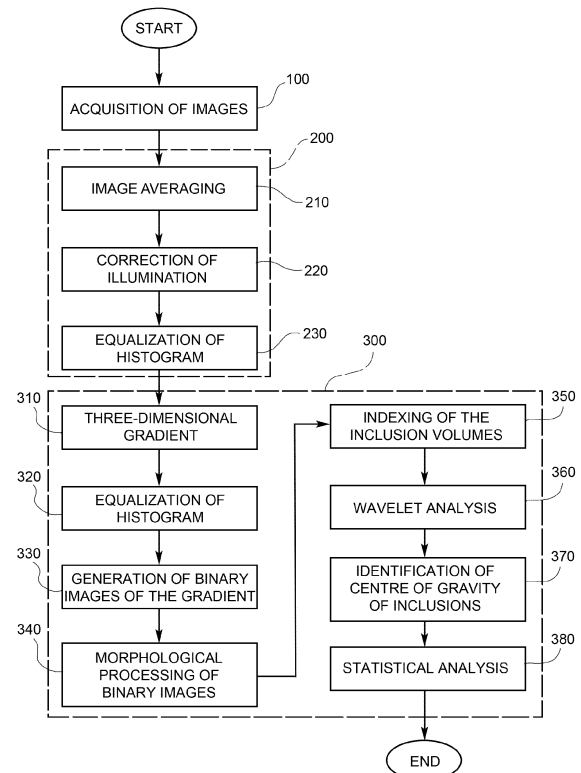 START
100
ACQUISITION OF IMAGES
200
IMAGE AVERAGING
210
CORRECTION OF
ILLUMINATION
220
EQUALIZATION OF
HISTOGRAM
230
300
310
THREE-DIMENSIONAL
GRADIENT
320
EQUALIZATION OF
HISTOGRAM
330
GENERATION OF BINARY
IMAGES OF THE GRADIENT
340
MORPHOLOGICAL
PROCESSING OF
BINARY IMAGES
350
INDEXING OF THE
INCLUSION VOLUMES
360
WAVELET ANALYSIS
370
IDENTIFICATION OF
CENTRE OF GRAVITY
OF INCLUSIONS
380
STATISTICAL ANALYSIS
END